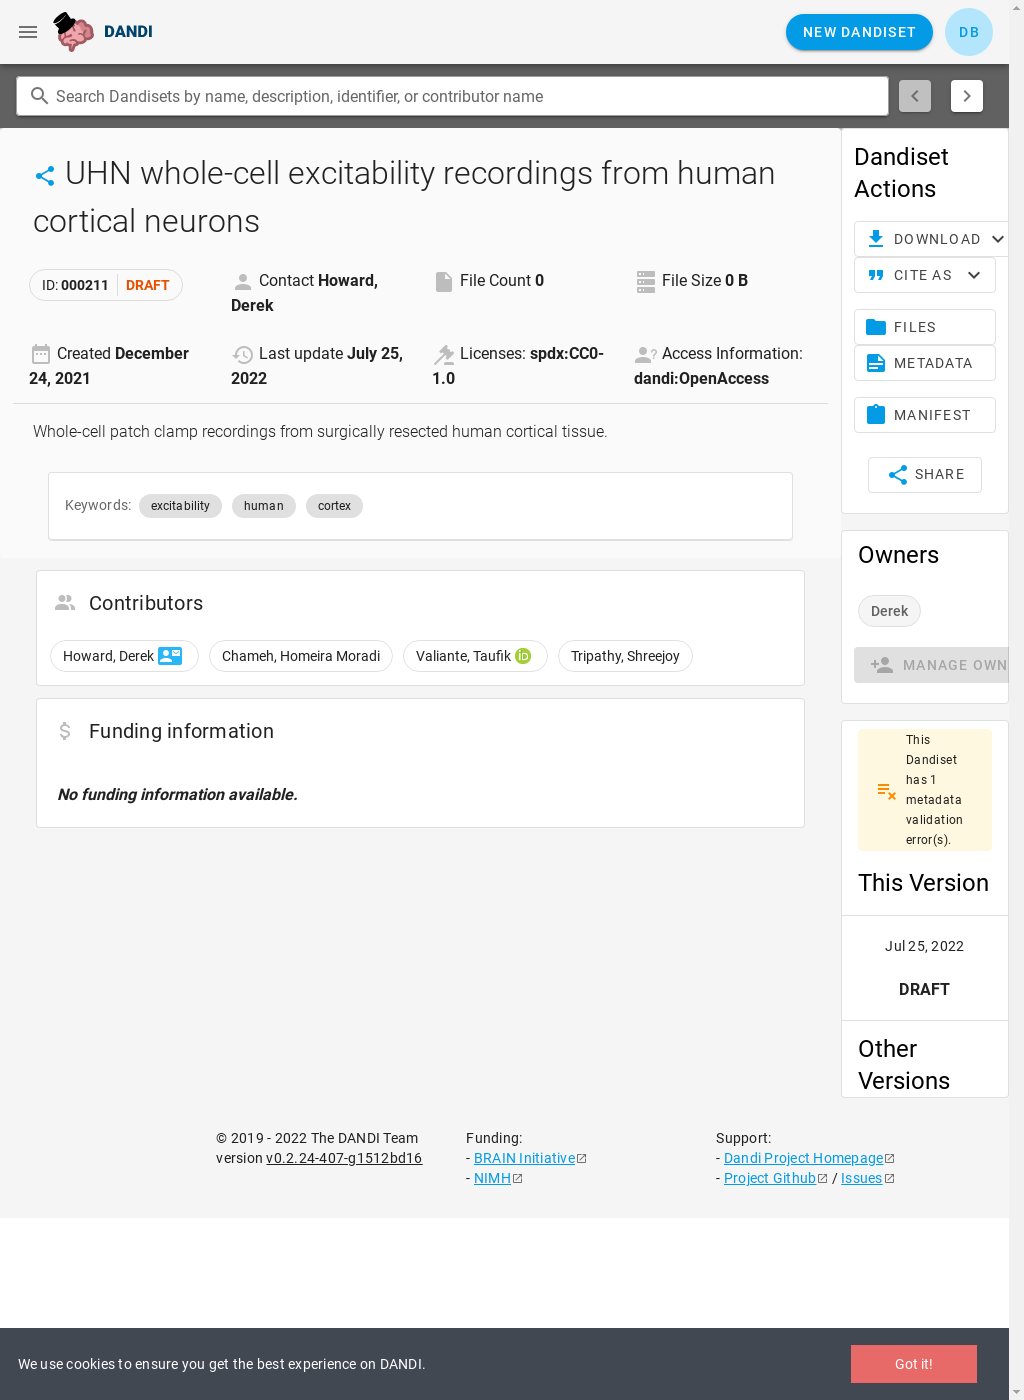 DANDI
NEW DANDISET
DB
Search Dandisets by name, description, identifier, or contributor name
UHN whole-cell excitability recordings from human
cortical neurons
ID: 000211 DRAFT
Contact Howard,
Derek
File Count 0
File Size 0 B
Created December
24, 2021
Last update July 25,
2022
Licenses: spdx:CC0-
1.0
Access Information:
dandi:OpenAccess
Whole-cell patch clamp recordings from surgically resected human cortical tissue.
Keywords: excitability human cortex
Contributors
Howard, Derek
Chameh, Homeira Moradi
Valiante, Taufik iD
Tripathy, Shreejoy
Funding information
No funding information available.
Dandiset
Actions
DOWNLOAD
CITE AS
FILES
METADATA
MANIFEST
SHARE
Owners
Derek
MANAGE OWN
This
Dandiset
has 1
metadata
validation
error(s).
This Version
Jul 25, 2022
DRAFT
Other
Versions
© 2019 - 2022 The DANDI Team
version v0.2.24-407-g1512bd16
Funding:
- BRAIN Initiative
- NIMH
Support:
- Dandi Project Homepage
- Project Github / Issues
We use cookies to ensure you get the best experience on DANDI.
Got it!